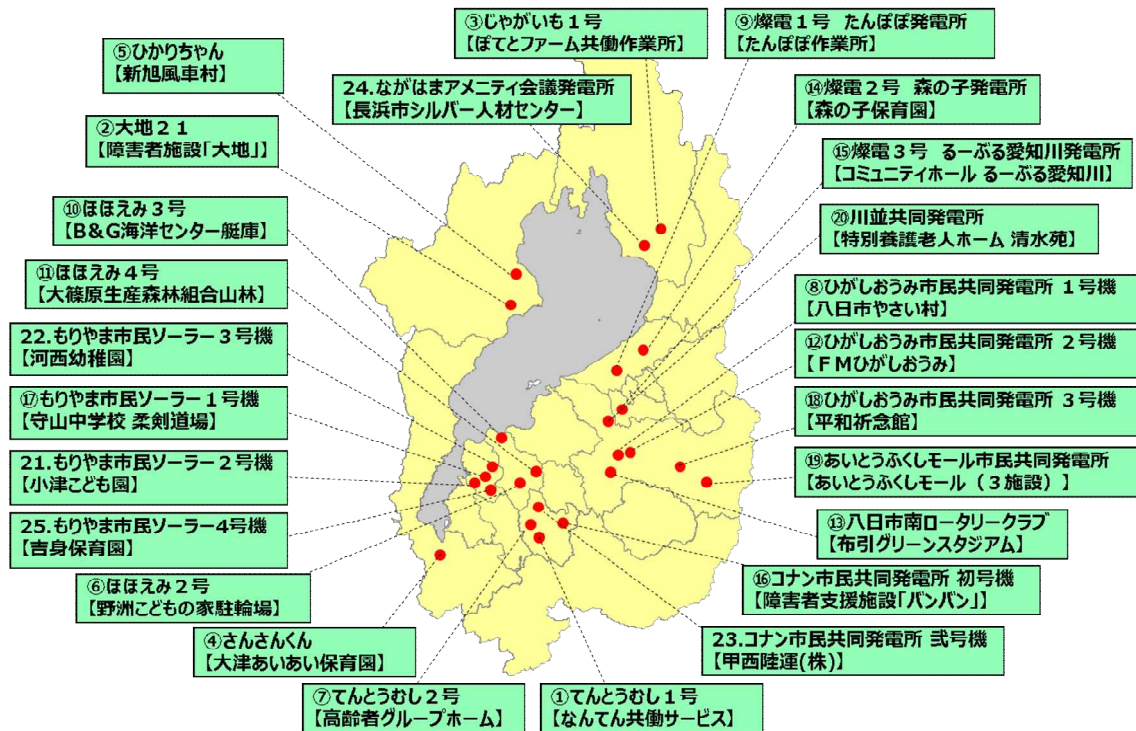 ③じゃがいも1号
【ぽてとファーム共働作業所】
⑨燦電1号 たんぽぽ発電所
【たんぽぽ作業所】
⑤ひかりちゃん
【新旭風車村】
24.ながはまアメニティ会議発電所
【長浜市シルバー人材センター】
⑭燦電2号 森の子発電所
【森の子保育園】
②大地21
【障害者施設「大地」】
⑮燦電3号 るーぶる愛知川発電所
【コミュニティホール るーぶる愛知川】
⑩ほほえみ3号
【B&G海洋センター艇庫】
⑳川並共同発電所
【特別養護老人ホーム 清水苑】
⑪ほほえみ4号
【大篠原生産森林組合山林】
⑧ひがしおうみ市民共同発電所 1号機
【八日市やさい村】
22.もりやま市民ソーラー3号機
【河西幼稚園】
⑫ひがしおうみ市民共同発電所 2号機
【FMひがしおうみ】
⑰もりやま市民ソーラー1号機
【守山中学校 柔剣道場】
⑱ひがしおうみ市民共同発電所 3号機
【平和祈念館】
21.もりやま市民ソーラー2号機
【小津こども園】
⑲あいとうふくしモール市民共同発電所
【あいとうふくしモール(3施設)】
25.もりやま市民ソーラー4号機
【吉身保育園】
⑬八日市南ロータリークラブ
【布引グリーンスタジアム】
⑥ほほえみ2号
【野洲こどもの家駐輪場】
⑯コナン市民共同発電所 初号機
【障害者支援施設「バンバン」】
④さんさんくん
【大津あいあい保育園】
23.コナン市民共同発電所 弐号機
【甲西陸運(株)】
⑦てんとうむし2号
【高齢者グループホーム】
①てんとうむし1号
【なんてん共働サービス】